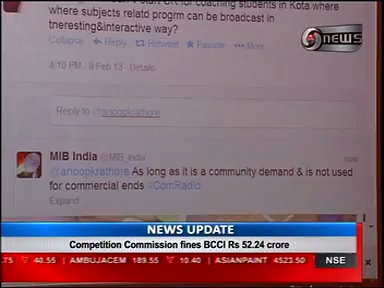 where subjects relatd progrm can be broadcast in
tneresting&interactive way?
Collapse Reply Retweet Favorite More
4:10 PM - 8 Feb 13 · Details
Reply to @anoopkrathore
MIB India @MIB_India
@anoopkrathore As long as it is a community demand & is not used
for commercial ends #ComRadio
Expand
NEWS
NEWS UPDATE
Competition Commission fines BCCI Rs 52.24 crore
7.75 0.40 AMBUJACEM 189.55 10.40 ASIANPAINT 4523.50 NSE